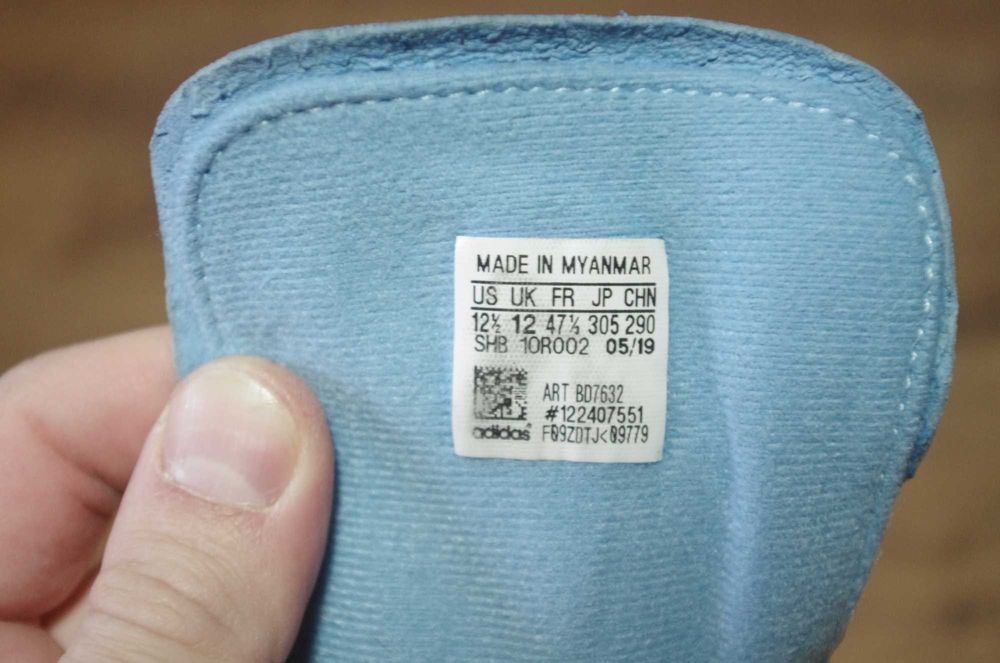 MADE IN MYANMAR
US UK FR JP CHN
12½ 12 47⅓ 305 290
SHB 10R002 05/19
ART BD7632
#122407551
adidas F09ZDTJ<09779